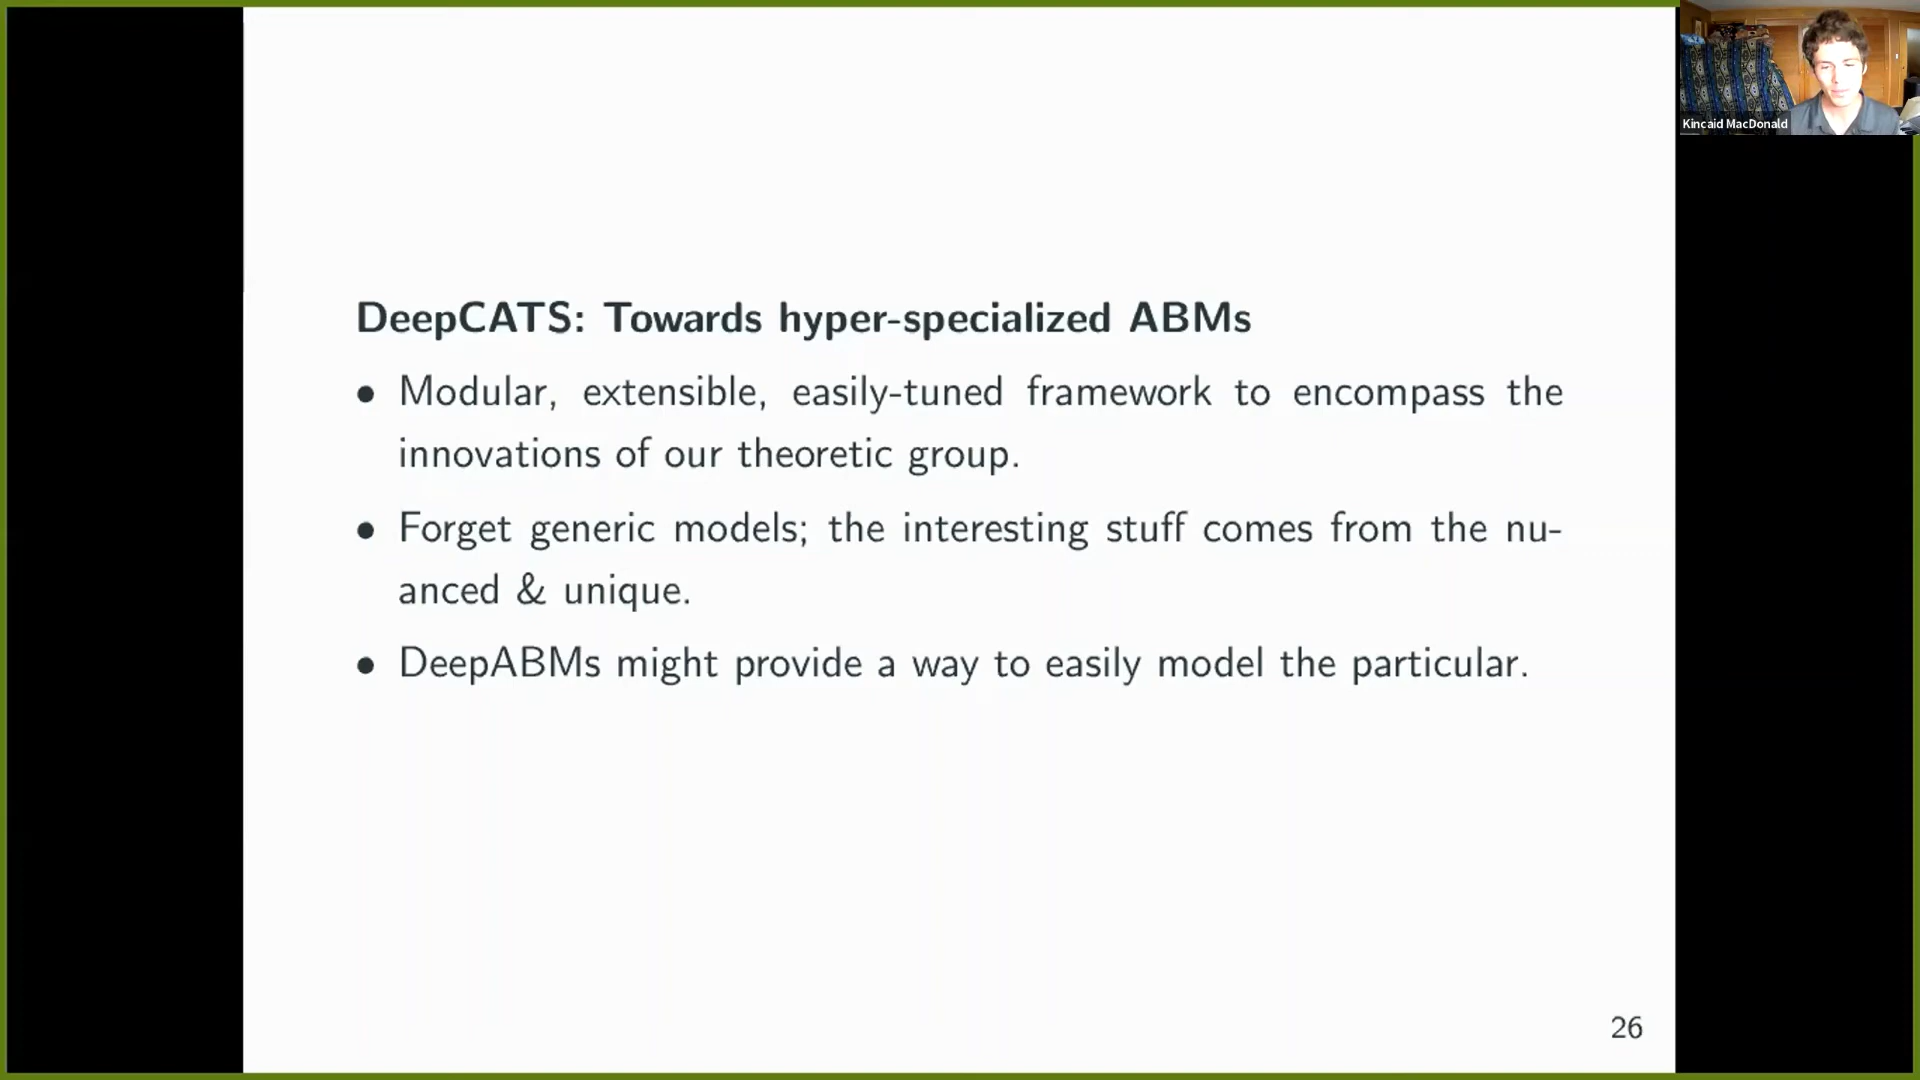 Kincaid MacDonald
DeepCATS: Towards hyper-specialized ABMs
• Modular, extensible, easily-tuned framework to encompass the
innovations of our theoretic group.
• Forget generic models; the interesting stuff comes from the nu-
anced & unique.
• DeepABMs might provide a way to easily model the particular.
26